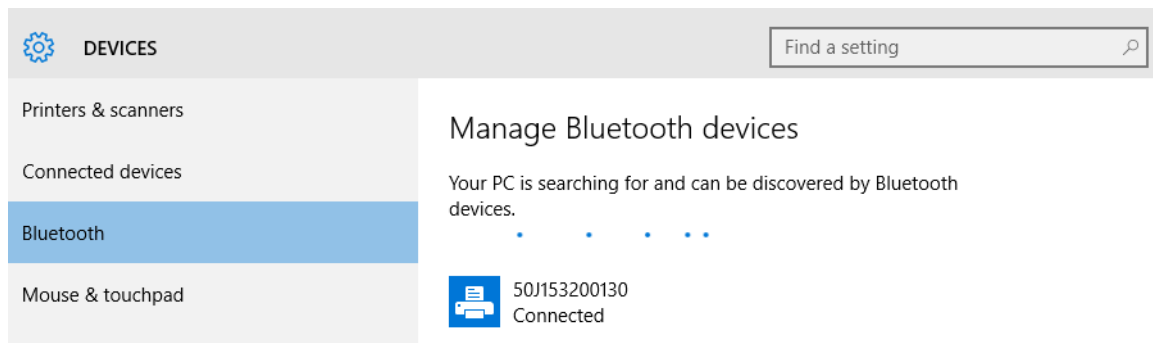 DEVICES
Find a setting
Printers & scanners
Connected devices
Bluetooth
Mouse & touchpad
Manage Bluetooth devices
Your PC is searching for and can be discovered by Bluetooth
devices.
50J153200130
Connected